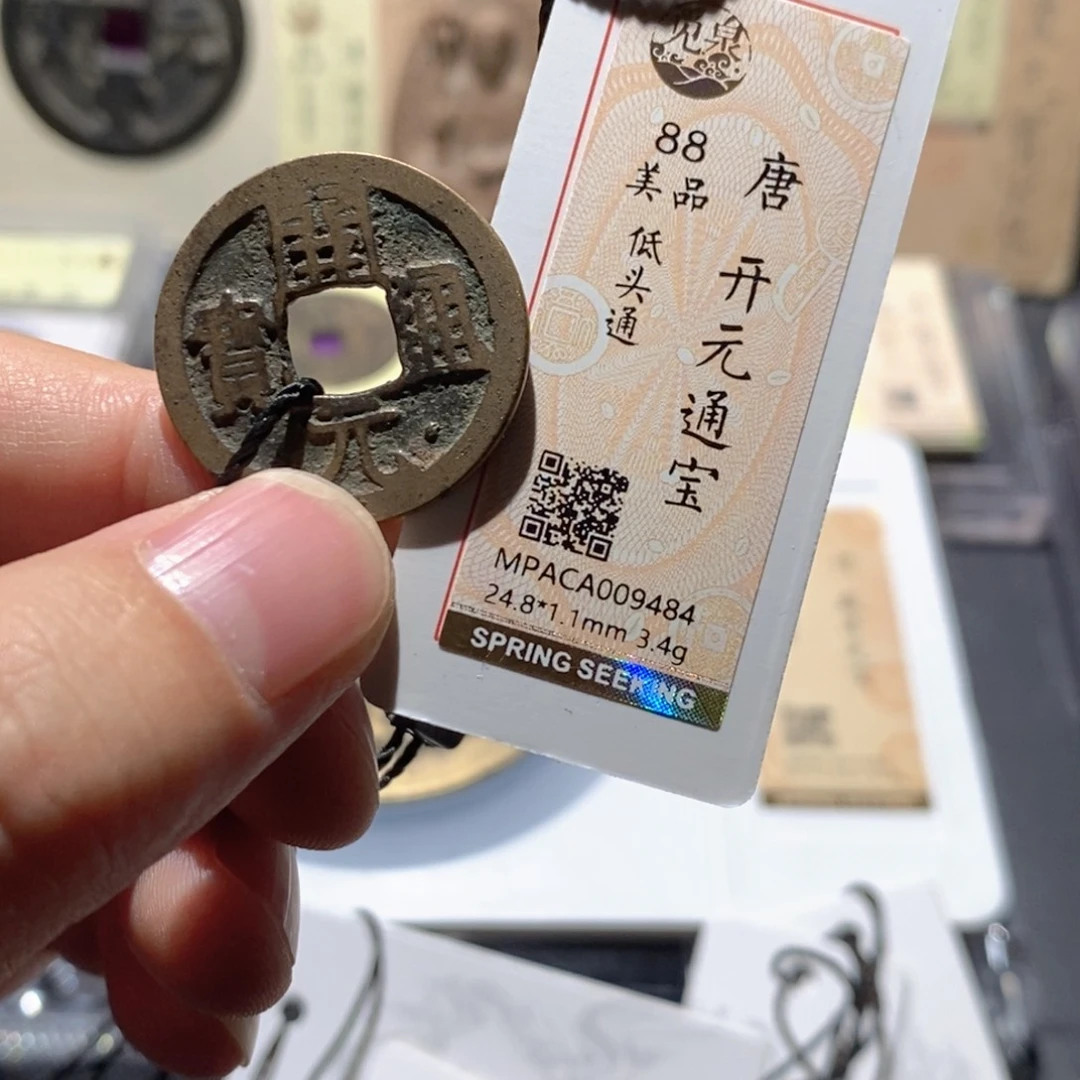 開
通
寶
元
觅泉
88
美品
低头通
唐
开元通宝
MPACA009484
24.8*1.1mm 3.4g
SPRING SEEKING